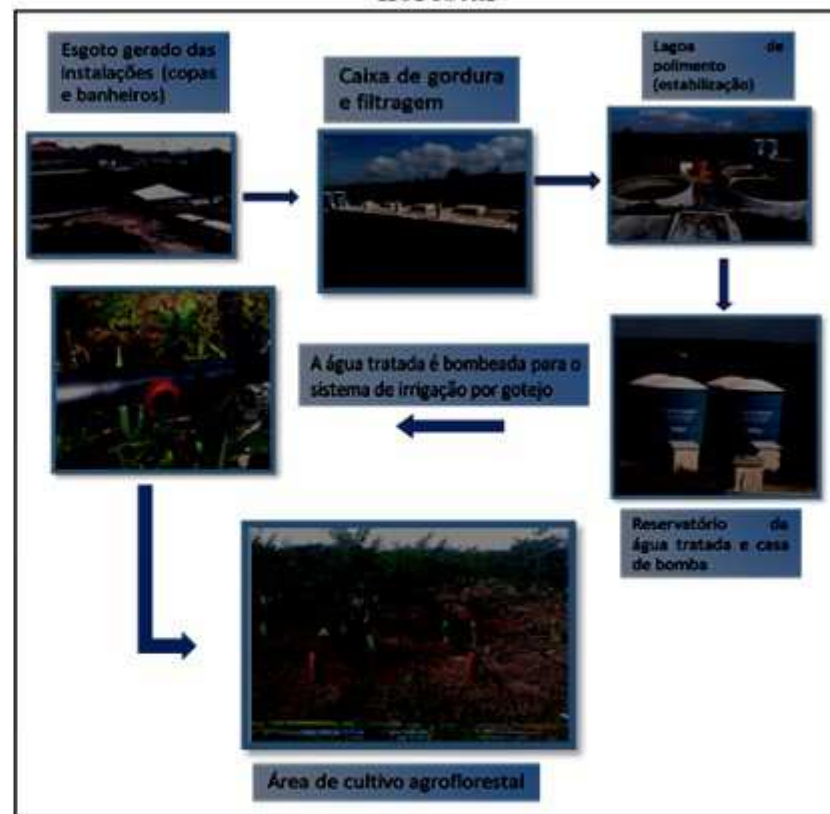 Esgoto gerado das
instalações (copas
e banheiros)
Caixa de gordura
e filtragem
Lagoa de
polimento
(estabilização)
A água tratada é bombeada para o
sistema de irrigação por gotejo
Reservatório da
água tratada e casa
de bomba
Área de cultivo agroflorestal